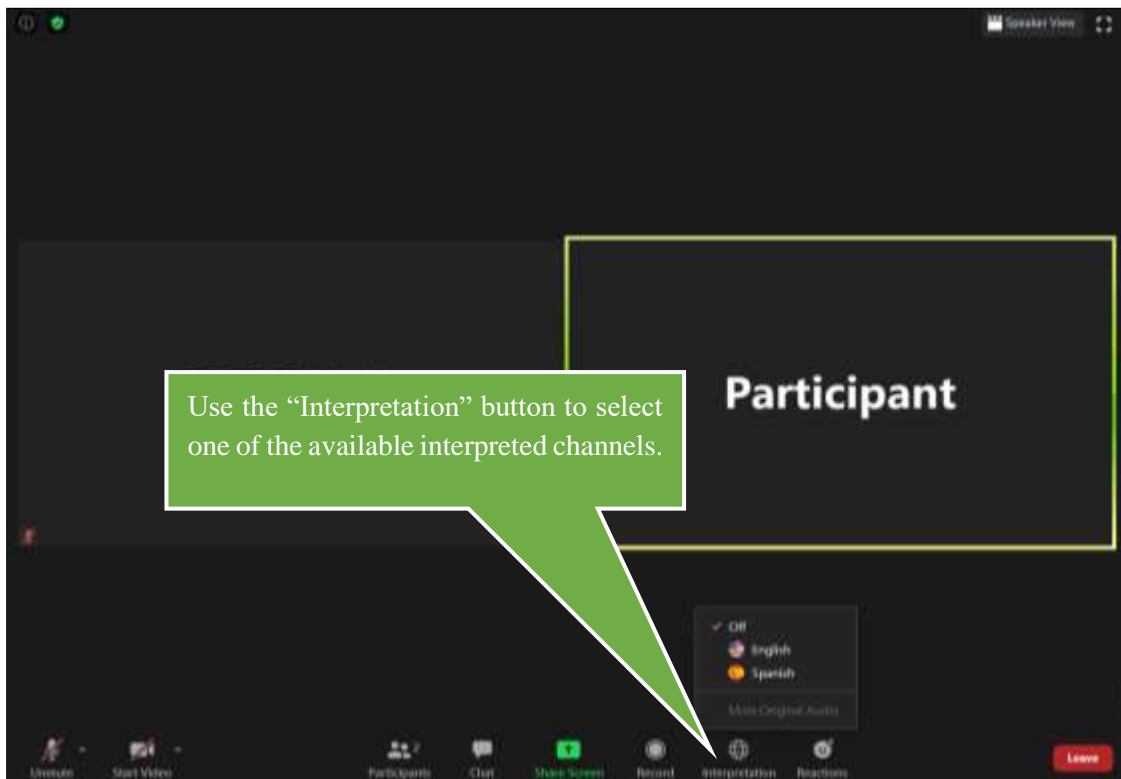 Speaker View
Participant
Use the “Interpretation” button to select
one of the available interpreted channels.
Off
English
Spanish
Mute Original Audio
Unmute
Start Video
Participants
2
Chat
Share Screen
Record
Interpretation
Reactions
Leave